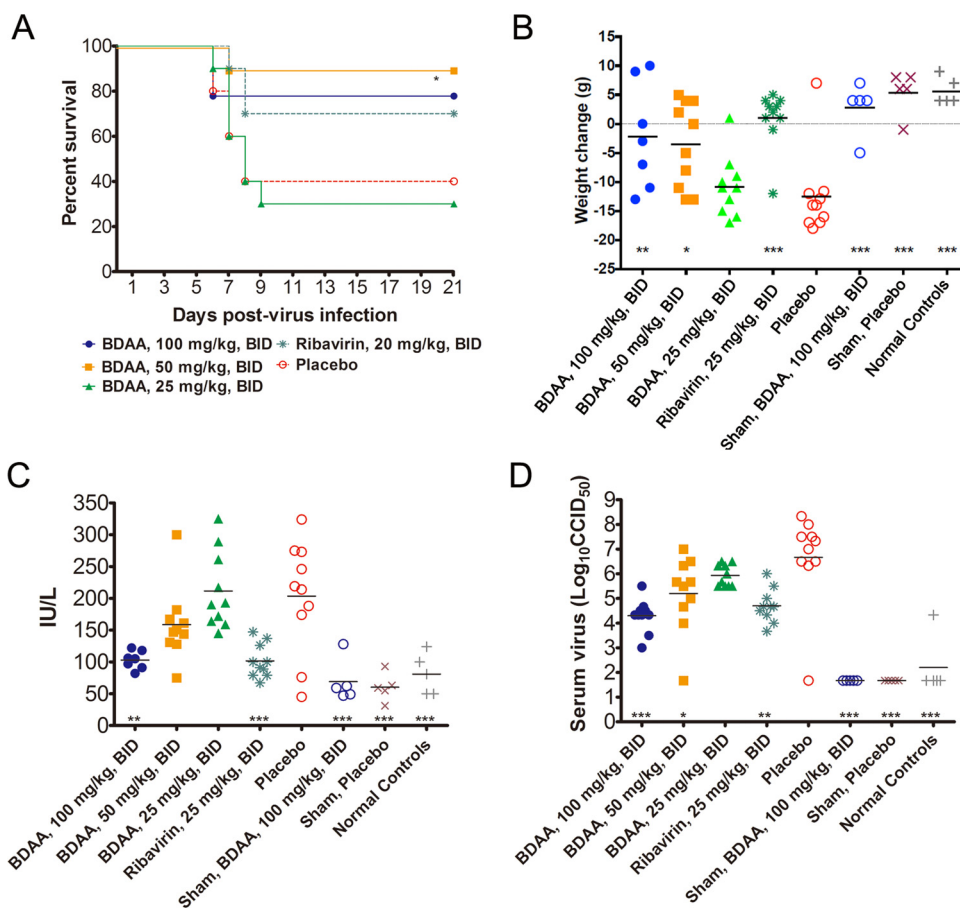 A
Percent survival
100
80
60
40
20
0
*
1 3 5 7 9 11 13 15 17 19 21
Days post-virus infection
BDAA, 100 mg/kg, BID
BDAA, 50 mg/kg, BID
BDAA, 25 mg/kg, BID
Ribavirin, 20 mg/kg, BID
Placebo
B
Weight change (g)
15
10
5
0
-5
-10
-15
-20
-25
** * *** *** *** ***
BDAA, 100 mg/kg, BID
BDAA, 50 mg/kg, BID
BDAA, 25 mg/kg, BID
Ribavirin, 25 mg/kg, BID
Placebo
Sham, BDAA, 100 mg/kg, BID
Sham, Placebo
Normal Controls
C
IU/L
350
300
250
200
150
100
50
0
** *** *** *** ***
BDAA, 100 mg/kg, BID
BDAA, 50 mg/kg, BID
BDAA, 25 mg/kg, BID
Ribavirin, 25 mg/kg, BID
Placebo
Sham, BDAA, 100 mg/kg, BID
Sham, Placebo
Normal Controls
D
Serum virus (Log10CCID50)
9
8
7
6
5
4
3
2
1
0
*** * ** *** *** ***
BDAA, 100 mg/kg, BID
BDAA, 50 mg/kg, BID
BDAA, 25 mg/kg, BID
Ribavirin, 25 mg/kg, BID
Placebo
Sham, BDAA, 100 mg/kg, BID
Sham, Placebo
Normal Controls